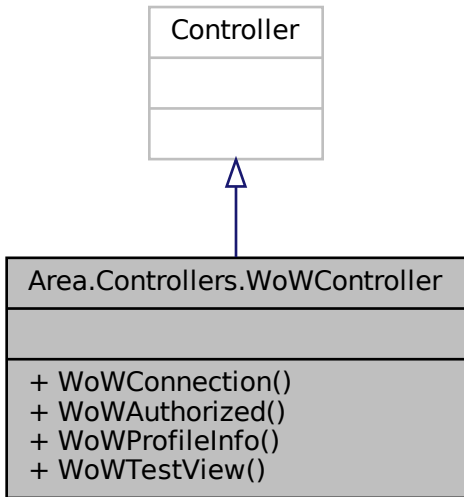 Controller
Area.Controllers.WoWController
+ WoWConnection()
+ WoWAuthorized()
+ WoWProfileInfo()
+ WoWTestView()